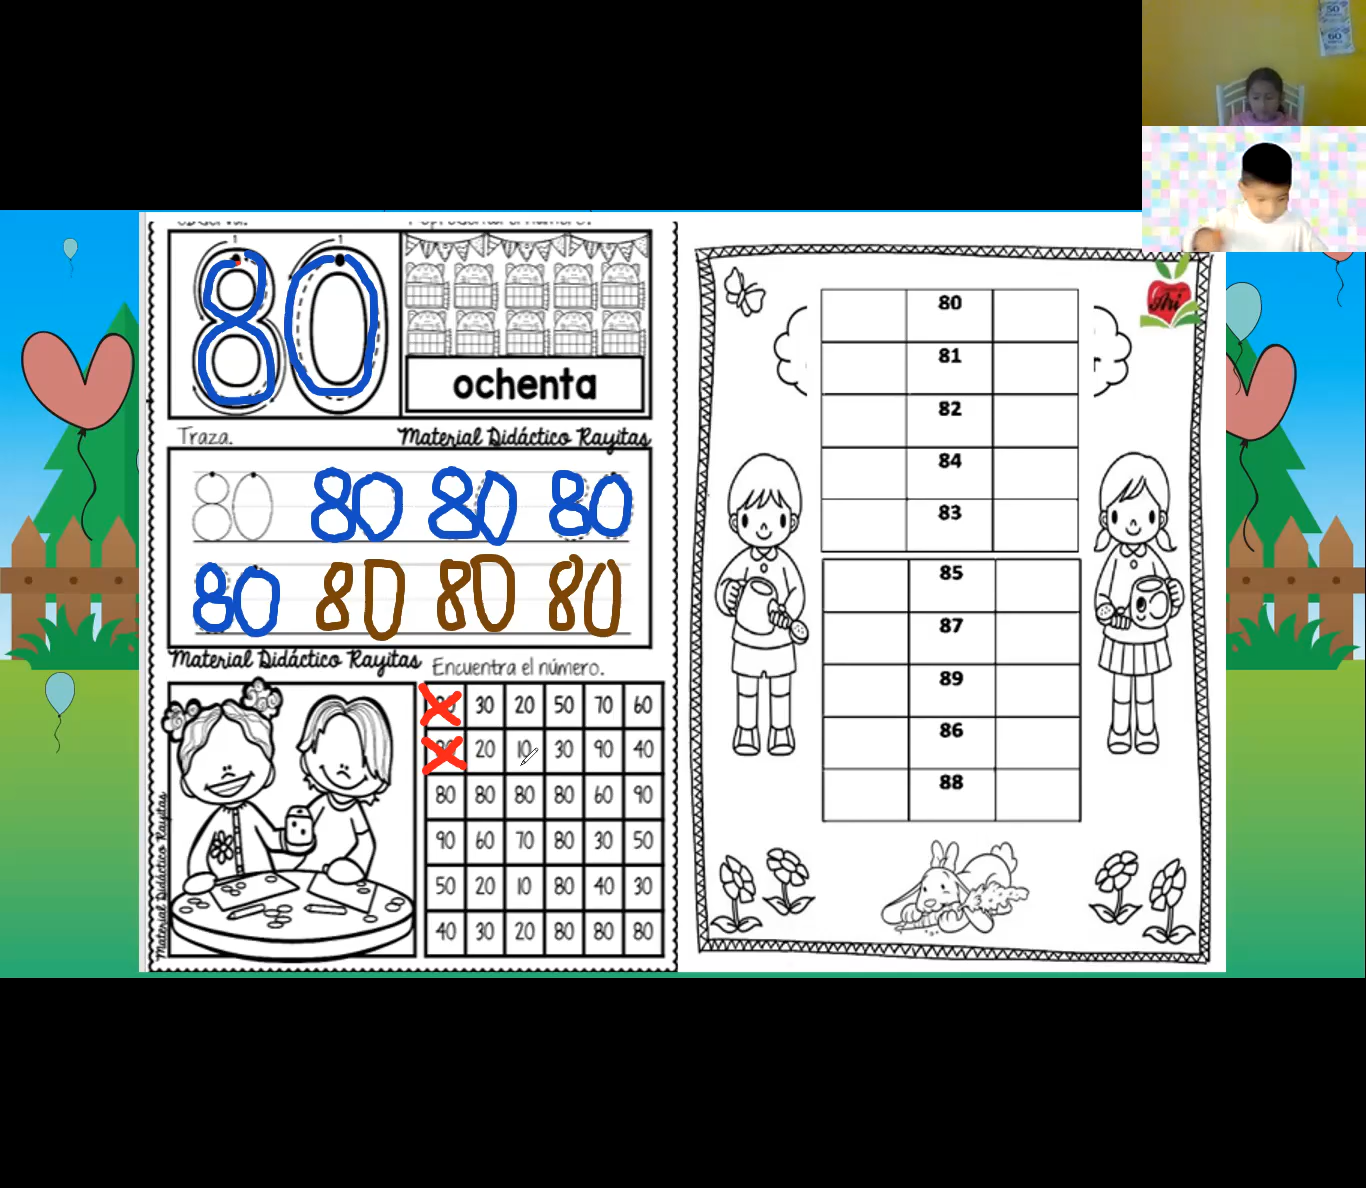 50
60
80
ochenta
Traza.
Material Didáctico Rayitas
80 80 80 80
80 80 80 80
Material Didáctico Rayitas
Encuentra el número.
30 20 50 70 60
20 10 30 90 40
80 80 80 80 60 90
90 60 70 80 30 50
50 20 10 80 40 30
40 30 20 80 80 80
Material Didáctico Rayitas
Ari
80
81
82
84
83
85
87
89
86
88